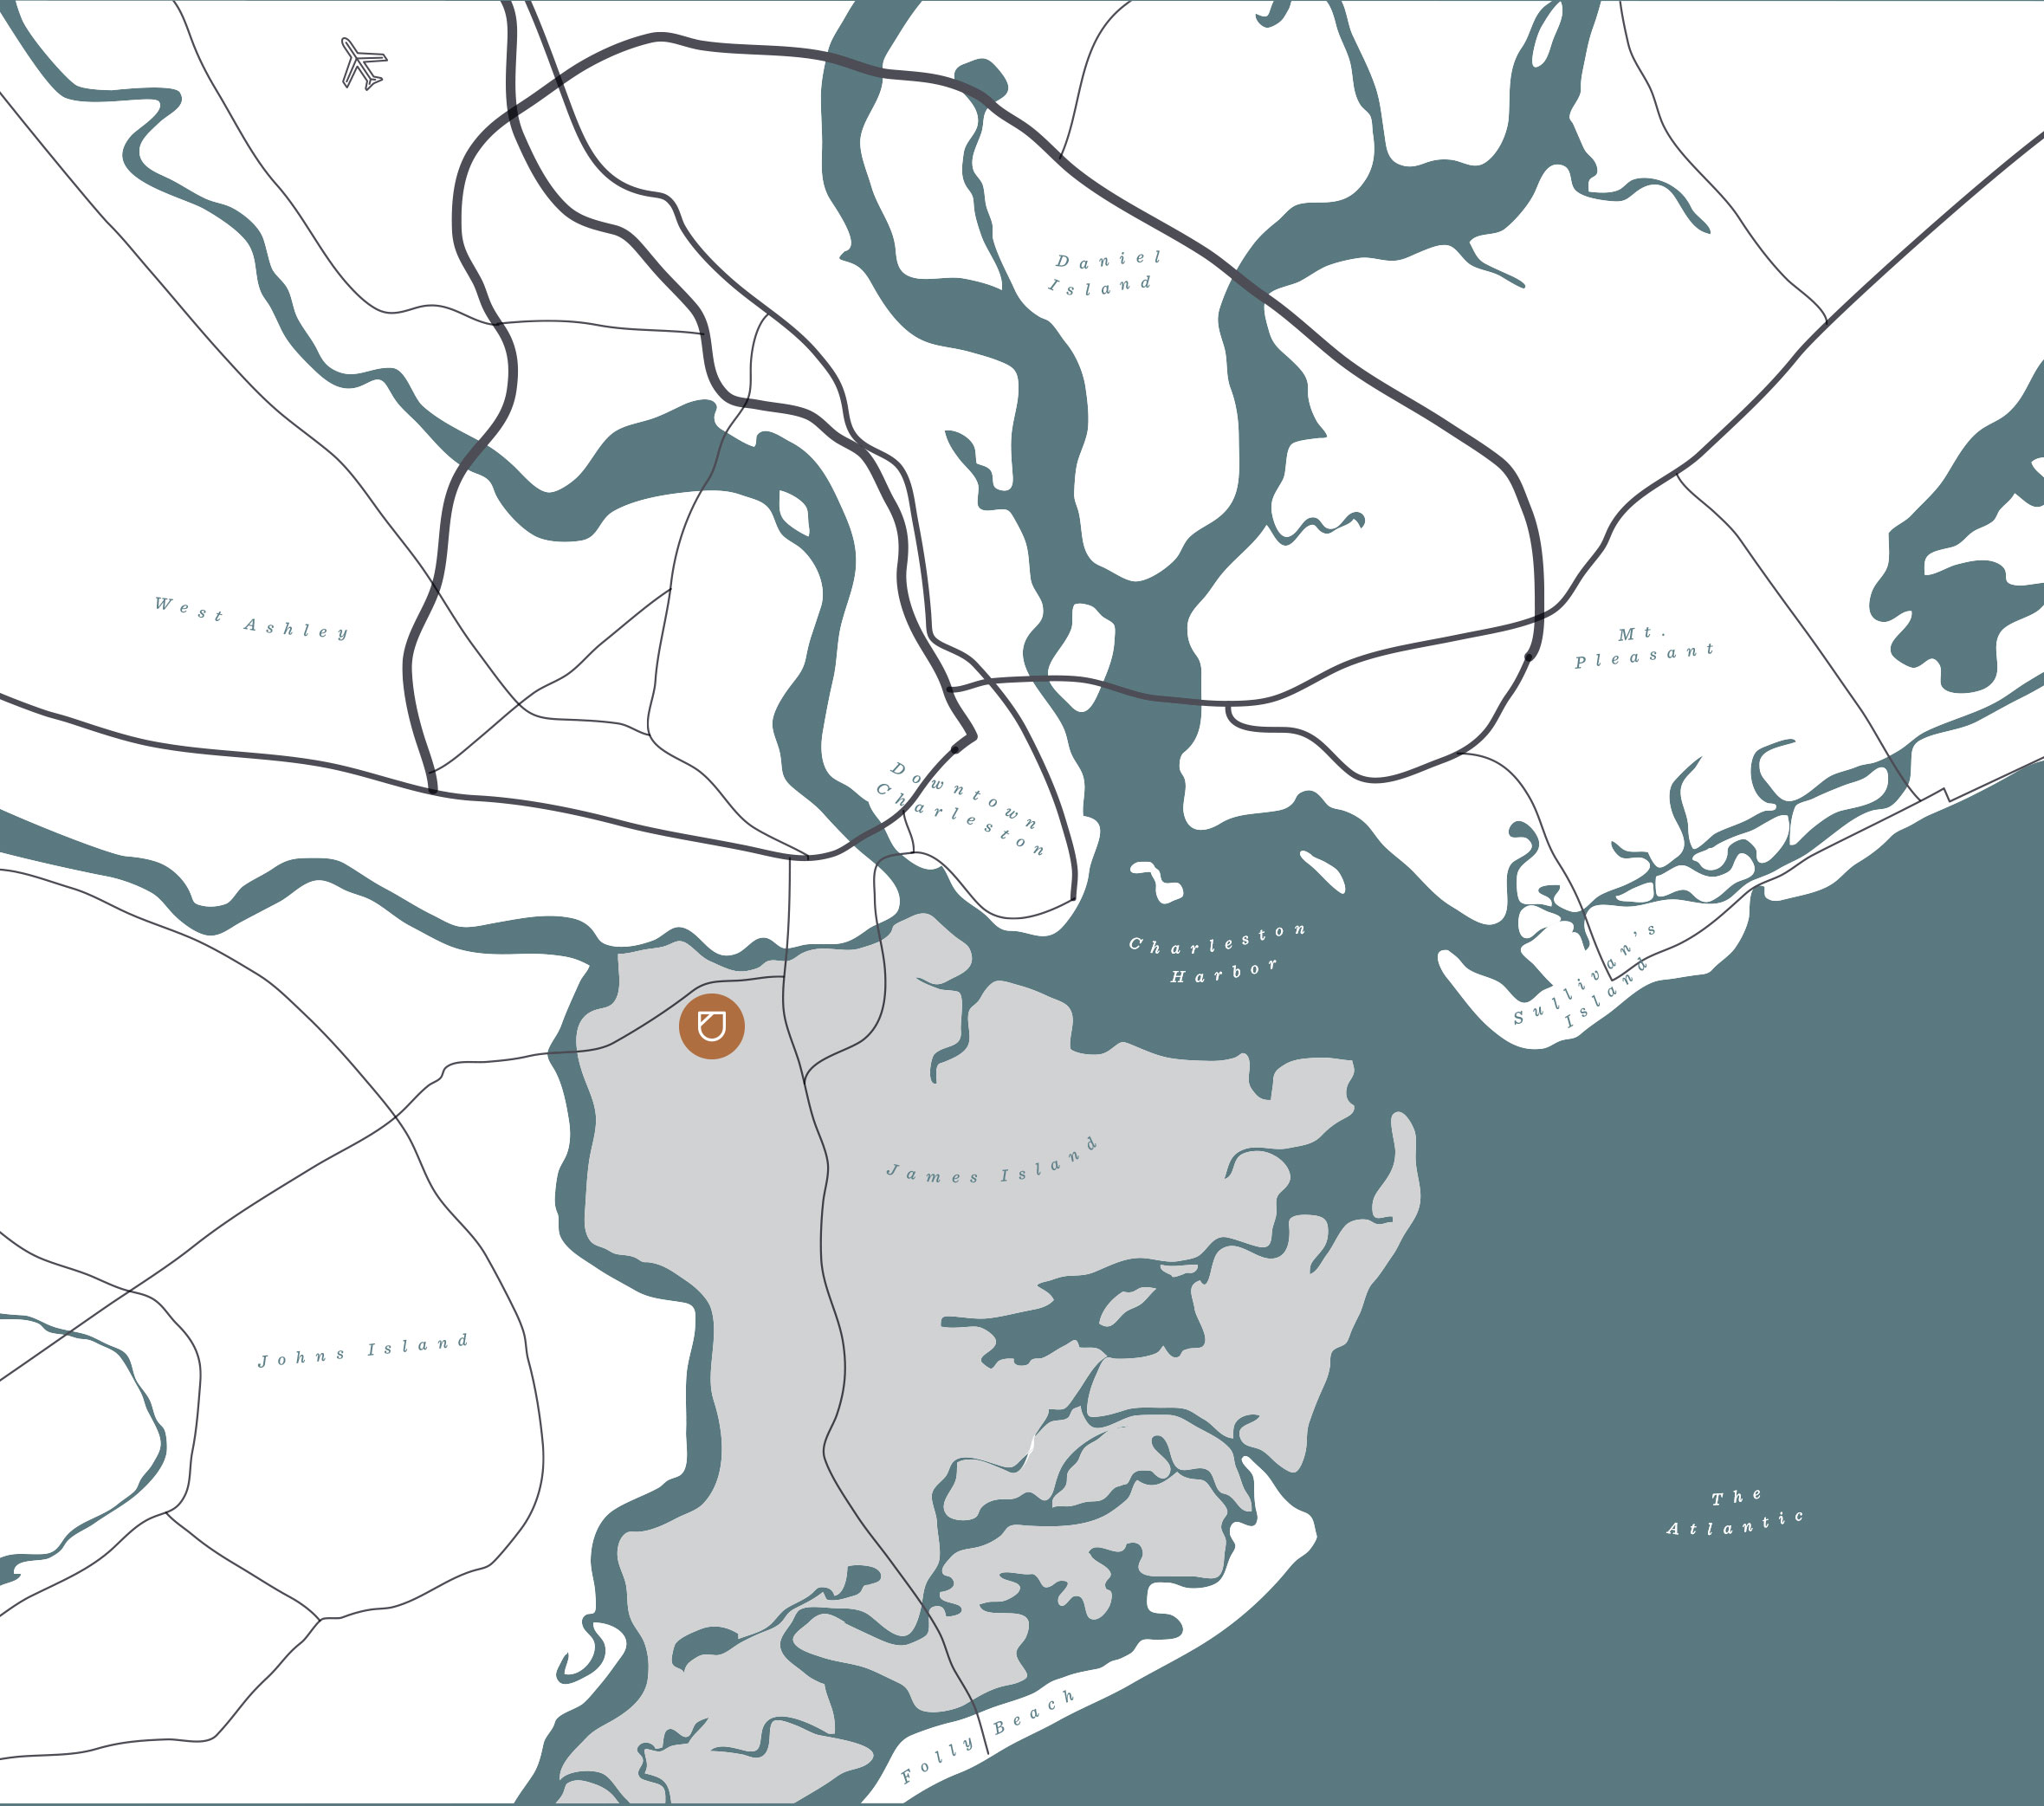 Daniel
Island
West Ashley
Mt.
Pleasant
Downtown
Charleston
Charleston
Harbor
Sullivan's
Island
James Island
Johns Island
The
Atlantic
Folly Beach